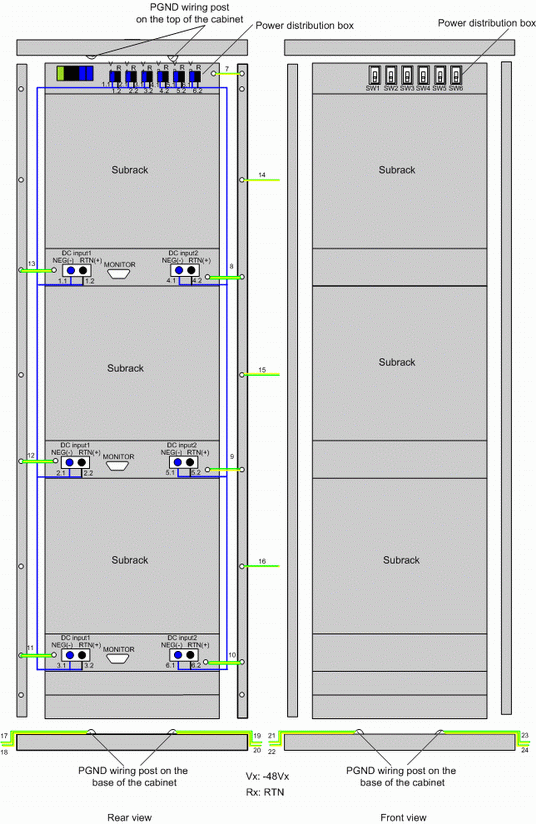 PGND wiring post
on the top of the cabinet
Power distribution box
Power distribution box
V R V R V R V R V R V R
7
1.1 1.2 2.1 2.2 3.1 3.2 4.1 4.2 5.1 5.2 6.1 6.2
SW1 SW2 SW3 SW4 SW5 SW6
Subrack
14
Subrack
13
DC input1
NEG(-) RTN(+)
MONITOR
DC input2
NEG(-) RTN(+)
8
1.1 1.2
4.1 4.2
Subrack
15
Subrack
12
DC input1
NEG(-) RTN(+)
MONITOR
DC input2
NEG(-) RTN(+)
9
2.1 2.2
5.1 5.2
Subrack
16
Subrack
11
DC input1
NEG(-) RTN(+)
MONITOR
DC input2
NEG(-) RTN(+)
10
3.1 3.2
6.1 6.2
17
18
19
20
21
22
23
24
PGND wiring post on the
base of the cabinet
PGND wiring post on the
base of the cabinet
Vx: -48Vx
Rx: RTN
Rear view
Front view